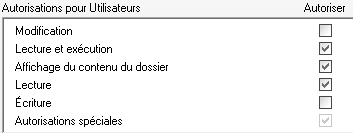 Autorisations pour Utilisateurs Autoriser
Modification
Lecture et exécution
Affichage du contenu du dossier
Lecture
Écriture
Autorisations spéciales